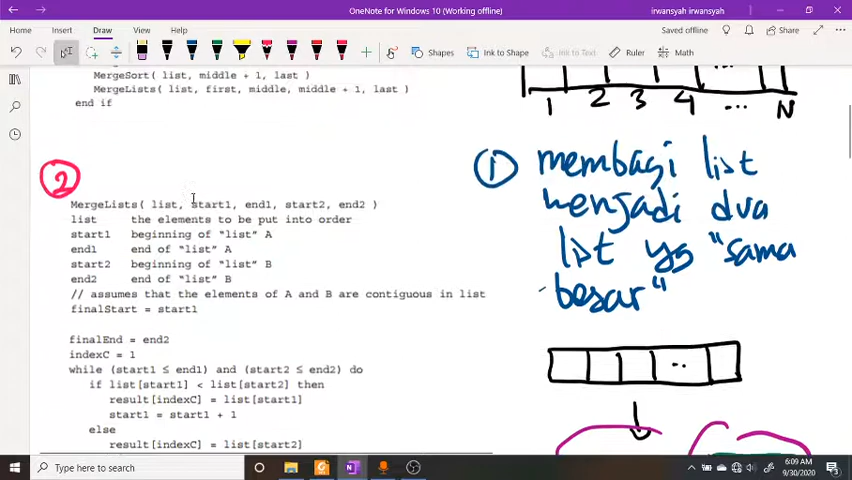 OneNote for Windows 10 (Working offline)
irwansyah irwansyah
Home Insert Draw View Help
Saved offline Share
Shapes Ink to Shape Ink to Text Ruler Math
MergeSort ( list, middle + 1, last )
MergeLists ( list, first, middle, middle + 1, last )
end if
1 2 3 4 ... N
2
MergeLists( list, start1, end1, start2, end2 )
list the elements to be put into order
start1 beginning of "list" A
end1 end of "list" A
start2 beginning of "list" B
end2 end of "list" B
// assumes that the elements of A and B are contiguous in list
finalStart = start1
finalEnd = end2
indexC = 1
while (start1 ≤ end1) and (start2 ≤ end2) do
if list[start1] < list[start2] then
result[indexC] = list[start1]
start1 = start1 + 1
else
result[indexC] = list[start2]
1 membagi list
menjadi dua
list yg "sama
besar"
...
Type here to search
6:09 AM
9/30/2020